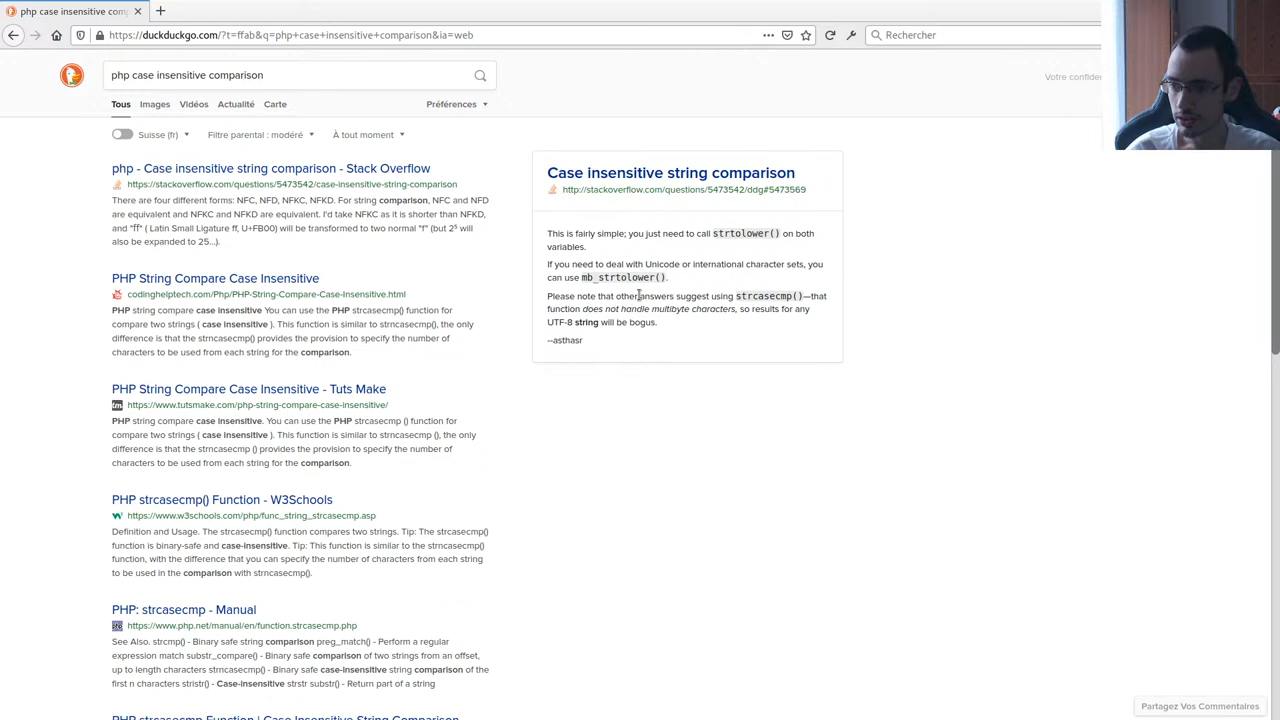 php case insensitive comparison
https://duckduckgo.com/?t=ffab&q=php+case+insensitive+comparison&ia=web
Rechercher
php case insensitive comparison
Votre confiden
Tous Images Vidéos Actualité Carte Préférences
Suisse (fr) Filtre parental : modéré À tout moment
php - Case insensitive string comparison - Stack Overflow
https://stackoverflow.com/questions/5473542/case-insensitive-string-comparison
There are four different forms: NFC, NFD, NFKC, NFKD. For string comparison, NFC and NFD
are equivalent and NFKC and NFKD are equivalent. I'd take NFKC as it is shorter than NFKD,
and "ff" ( Latin Small Ligature ff, U+FB00) will be transformed to two normal "f" (but 2⁵ will
also be expanded to 25...).
PHP String Compare Case Insensitive
codinghelptech.com/Php/PHP-String-Compare-Case-Insensitive.html
PHP string compare case insensitive You can use the PHP strcasecmp() function for
compare two strings ( case insensitive ). This function is similar to strncasecmp(), the only
difference is that the strncasecmp() provides the provision to specify the number of
characters to be used from each string for the comparison.
PHP String Compare Case Insensitive - Tuts Make
tm https://www.tutsmake.com/php-string-compare-case-insensitive/
PHP string compare case insensitive. You can use the PHP strcasecmp () function for
compare two strings ( case insensitive ). This function is similar to strncasecmp (), the only
difference is that the strncasecmp () provides the provision to specify the number of
characters to be used from each string for the comparison.
PHP strcasecmp() Function - W3Schools
https://www.w3schools.com/php/func_string_strcasecmp.asp
Definition and Usage. The strcasecmp() function compares two strings. Tip: The strcasecmp()
function is binary-safe and case-insensitive. Tip: This function is similar to the strncasecmp()
function, with the difference that you can specify the number of characters from each string
to be used in the comparison with strncasecmp().
PHP: strcasecmp - Manual
php https://www.php.net/manual/en/function.strcasecmp.php
See Also. strcmp() - Binary safe string comparison preg_match() - Perform a regular
expression match substr_compare() - Binary safe comparison of two strings from an offset,
up to length characters strncasecmp() - Binary safe case-insensitive string comparison of the
first n characters stristr() - Case-insensitive strstr substr() - Return part of a string
PHP strcasecmp Function | Case Insensitive String Comparison
Case insensitive string comparison
http://stackoverflow.com/questions/5473542/ddg#5473569
This is fairly simple; you just need to call strtolower() on both
variables.
If you need to deal with Unicode or international character sets, you
can use mb_strtolower().
Please note that other answers suggest using strcasecmp()—that
function does not handle multibyte characters, so results for any
UTF-8 string will be bogus.
--asthasr
Partagez Vos Commentaires